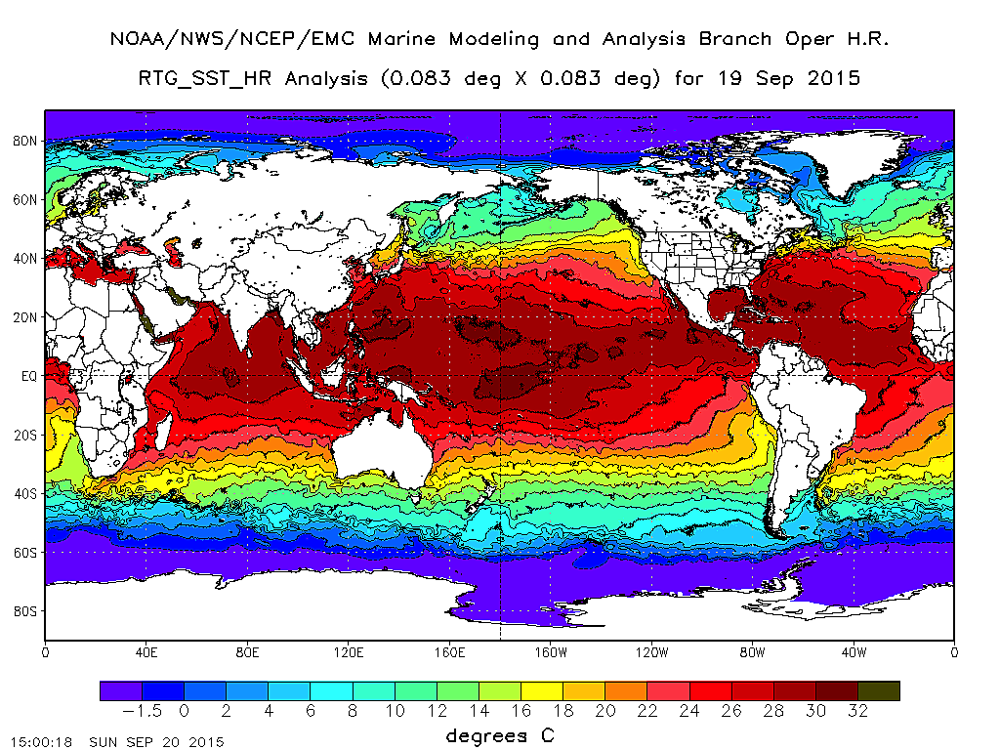 NOAA/NWS/NCEP/EMC Marine Modeling and Analysis Branch Oper H.R.
RTG_SST_HR Analysis (0.083 deg X 0.083 deg) for 19 Sep 2015
80N
60N
40N
20N
EQ
20S
40S
60S
80S
0 40E 80E 120E 160E 160W 120W 80W 40W 0
−1.5 0 2 4 6 8 10 12 14 16 18 20 22 24 26 28 30 32
degrees C
15:00:18 SUN SEP 20 2015